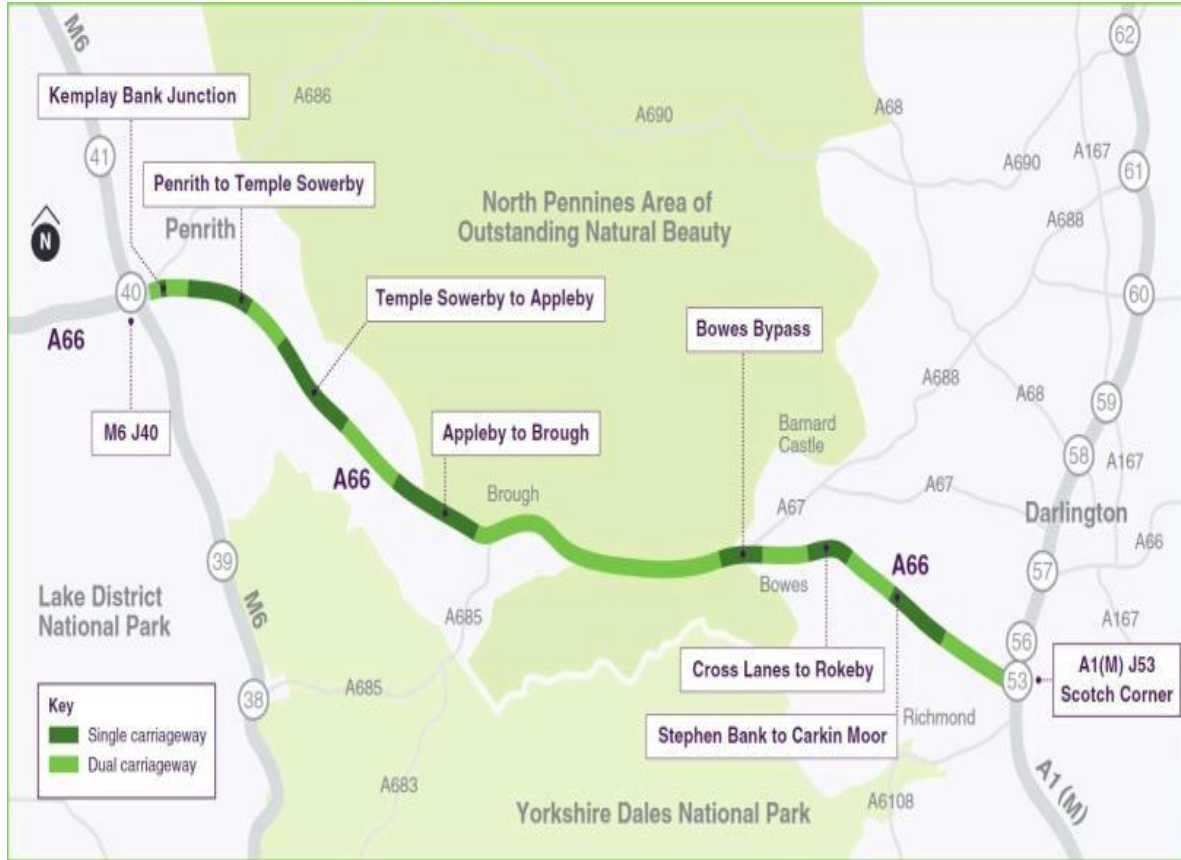 M6
62
Kemplay Bank Junction
A686
A690
A68
41
A690
A167
61
Penrith to Temple Sowerby
North Pennines Area of
Outstanding Natural Beauty
A688
Penrith
N
40
Temple Sowerby to Appleby
60
A66
Bowes Bypass
A688
A68
59
M6 J40
Appleby to Brough
Barnard
Castle
58
A167
A66
Brough
A67
A67
Darlington
A66
39
Bowes
A66
57
Lake District
National Park
M6
A685
A167
56
Cross Lanes to Rokeby
53
A1(M) J53
Scotch Corner
38
A685
Key
Single carriageway
Dual carriageway
Richmond
Stephen Bank to Carkin Moor
A683
A6108
A1 (M)
Yorkshire Dales National Park